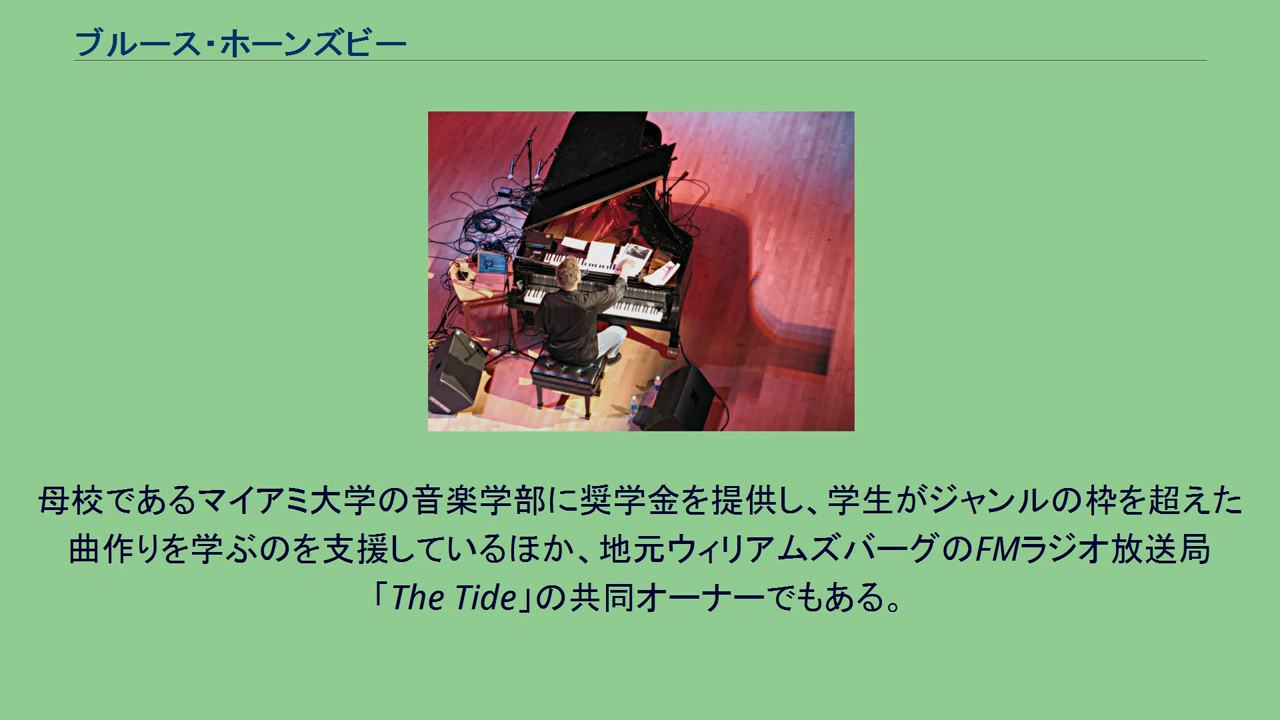 ブルース・ホーンズビー
母校であるマイアミ大学の音楽学部に奨学金を提供し、学生がジャンルの枠を超えた
曲作りを学ぶのを支援しているほか、地元ウィリアムズバーグのFMラジオ放送局
「The Tide」の共同オーナーでもある。